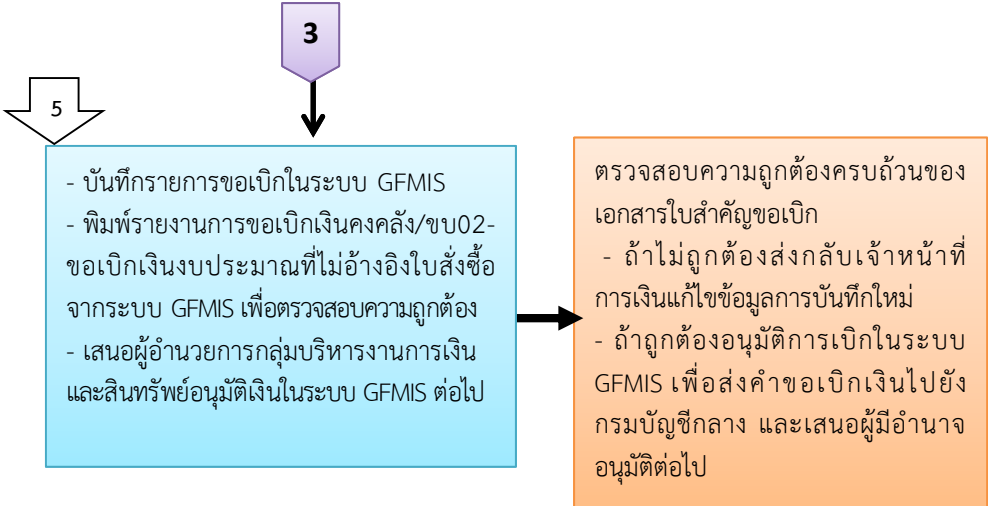 3
5
- บันทึกรายการขอเบิกในระบบ GFMIS
- พิมพ์รายงานการขอเบิกเงินคงคลัง/ขบ02-
ขอเบิกเงินงบประมาณที่ไม่อ้างอิงใบสั่งซื้อ
จากระบบ GFMIS เพื่อตรวจสอบความถูกต้อง
- เสนอผู้อำนวยการกลุ่มบริหารงานการเงิน
และสินทรัพย์อนุมัติเงินในระบบ GFMIS ต่อไป
ตรวจสอบความถูกต้องครบถ้วนของ
เอกสารใบสำคัญขอเบิก
- ถ้าไม่ถูกต้องส่งกลับเจ้าหน้าที่
การเงินแก้ไขข้อมูลการบันทึกใหม่
- ถ้าถูกต้องอนุมัติการเบิกในระบบ
GFMIS เพื่อส่งคำขอเบิกเงินไปยัง
กรมบัญชีกลาง และเสนอผู้มีอำนาจ
อนุมัติต่อไป